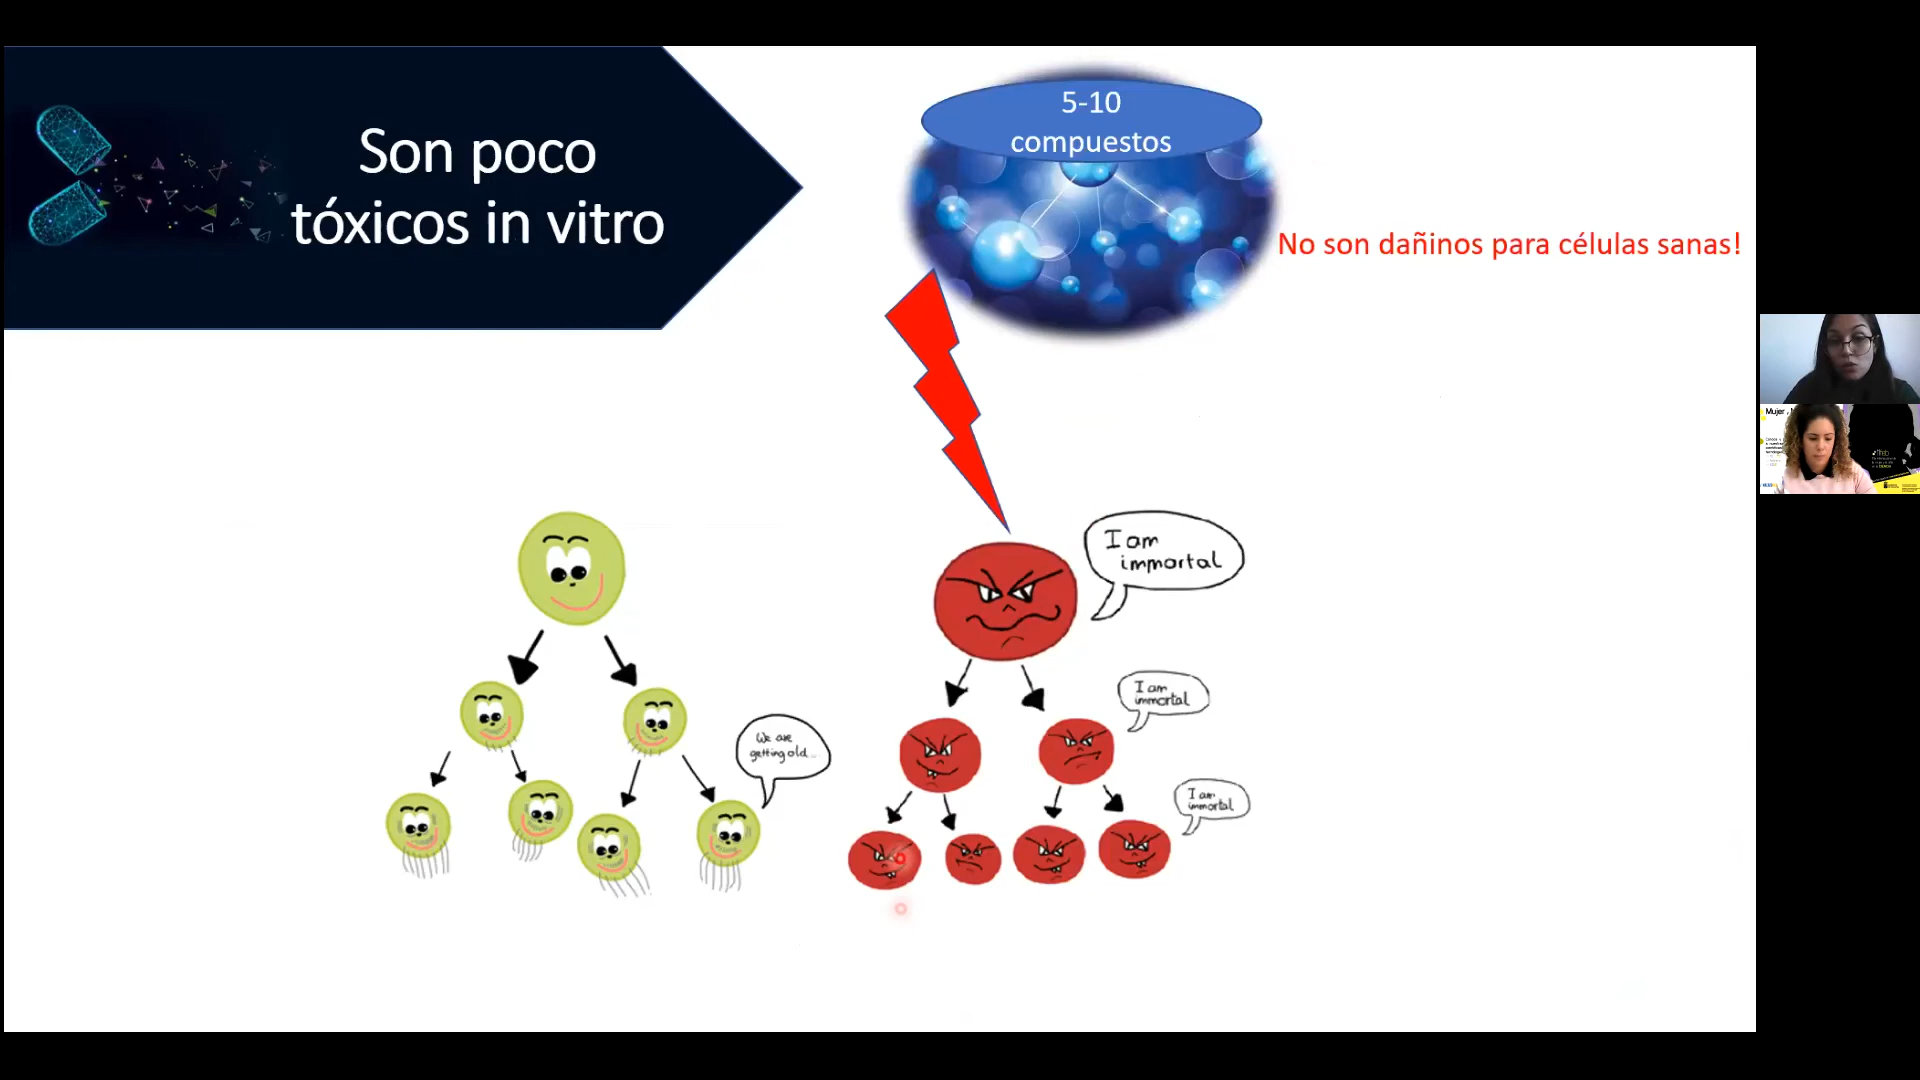 Son poco
tóxicos in vitro
5-10
compuestos
No son dañinos para células sanas!
I am
immortal
I am
immortal
We are
getting old...
I am
immortal
Mujer